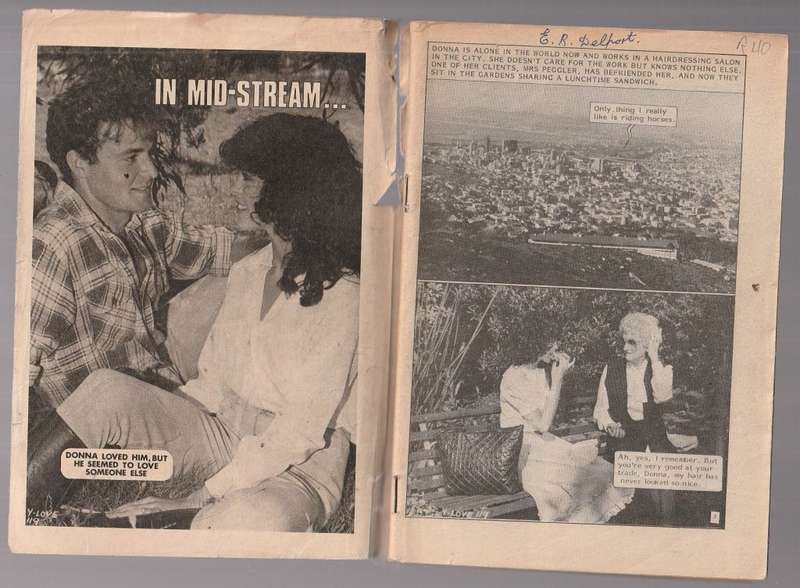 IN MID-STREAM...
DONNA LOVED HIM, BUT
HE SEEMED TO LOVE
SOMEONE ELSE
Y-LOVE
119
E. R. Delport.
R 40
DONNA IS ALONE IN THE WORLD NOW AND WORKS IN A HAIRDRESSING SALON
IN THE CITY. SHE DOESN'T CARE FOR THE WORK BUT KNOWS NOTHING ELSE.
ONE OF HER CLIENTS, MRS PEGGLER, HAS BEFRIENDED HER, AND NOW THEY
SIT IN THE GARDENS SHARING A LUNCHTIME SANDWICH.
Only thing I really
like is riding horses.
Ah, yes, I remember. But
you're very good at your
trade, Donna, my hair has
never looked so nice.
Y-LOVE 119